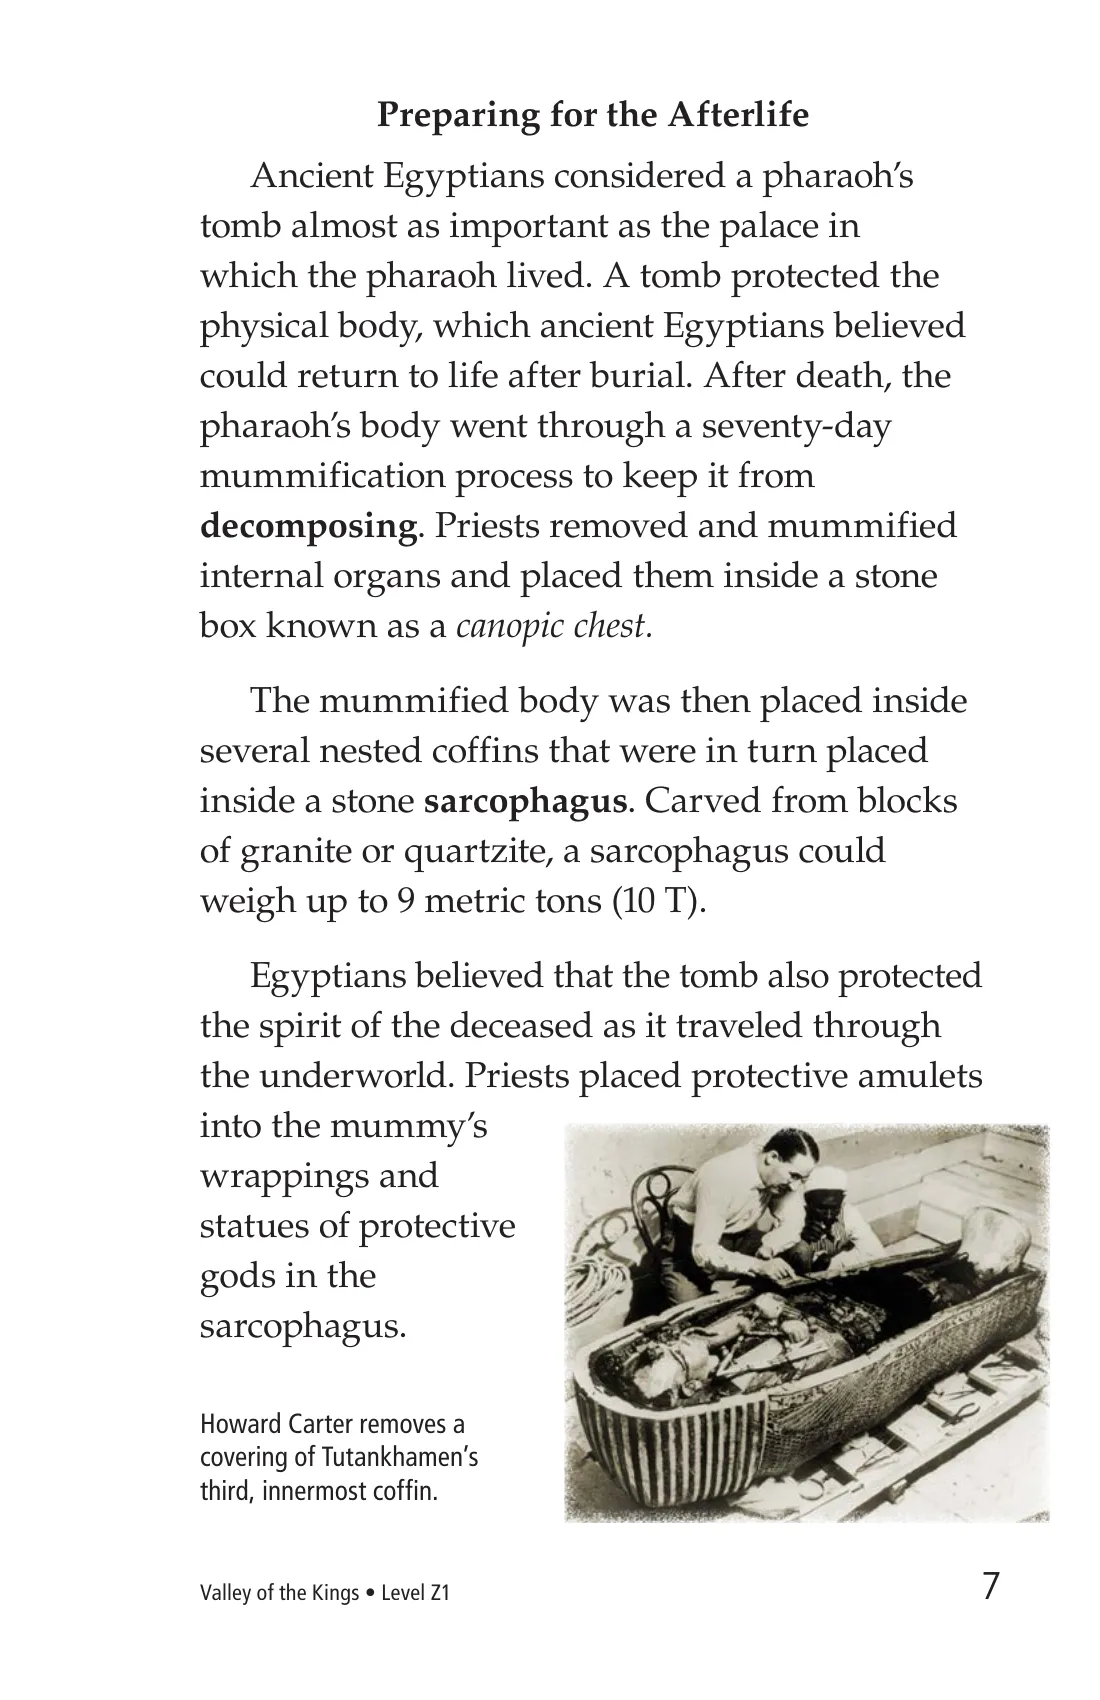 Preparing for the Afterlife
Ancient Egyptians considered a pharaoh's
tomb almost as important as the palace in
which the pharaoh lived. A tomb protected the
physical body, which ancient Egyptians believed
could return to life after burial. After death, the
pharaoh's body went through a seventy-day
mummification process to keep it from
decomposing. Priests removed and mummified
internal organs and placed them inside a stone
box known as a canopic chest.
The mummified body was then placed inside
several nested coffins that were in turn placed
inside a stone sarcophagus. Carved from blocks
of granite or quartzite, a sarcophagus could
weigh up to 9 metric tons (10 T).
Egyptians believed that the tomb also protected
the spirit of the deceased as it traveled through
the underworld. Priests placed protective amulets
into the mummy's
wrappings and
statues of protective
gods in the
sarcophagus.
Howard Carter removes a
covering of Tutankhamen's
third, innermost coffin.
Valley of the Kings • Level Z1
7